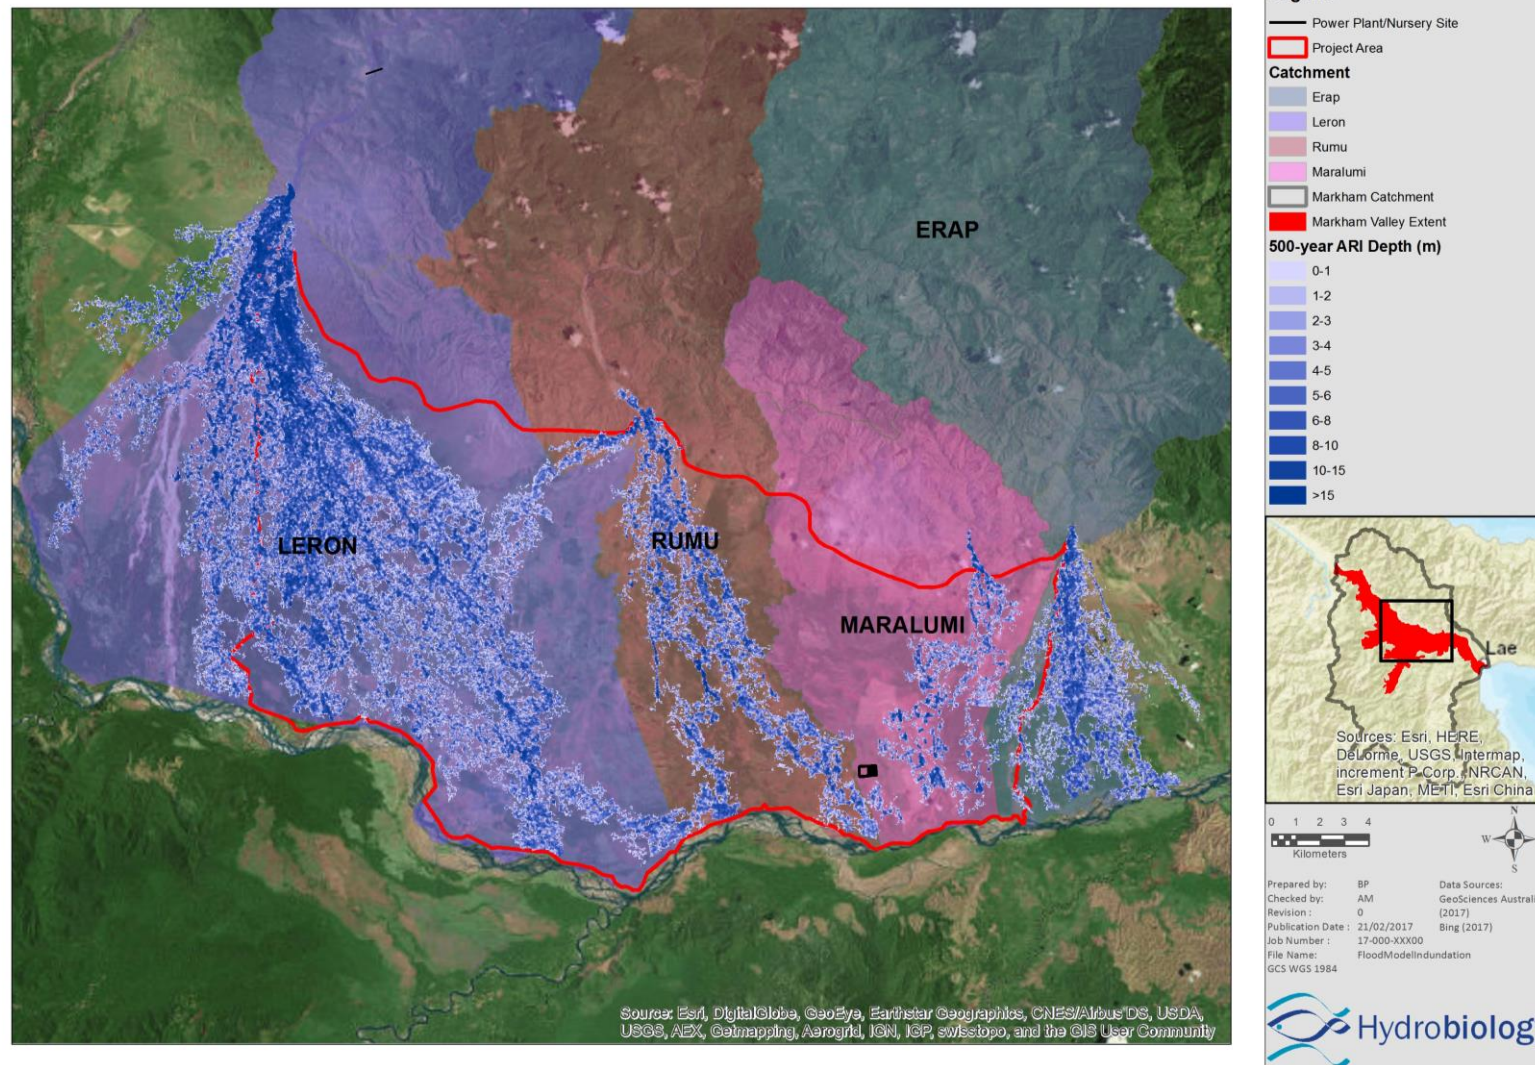 Power Plant/Nursery Site
Project Area
Catchment
Erap
Leron
Rumu
Maralumi
Markham Catchment
Markham Valley Extent
500-year ARI Depth (m)
0-1
1-2
2-3
3-4
4-5
5-6
6-8
8-10
10-15
>15
ERAP
LERON
RUMU
MARALUMI
Source: Esri, DigitalGlobe, GeoEye, Earthstar Geographics, CNES/Airbus DS, USDA,
USGS, AEX, Getmapping, Aerogrid, IGN, IGP, swisstopo, and the GIS User Community
Lae
Sources: Esri, HERE,
DeLorme, USGS, Intermap,
increment P Corp., NRCAN,
Esri Japan, METI, Esri China
0 1 2 3 4
Kilometers
N
W
S
Prepared by: BP Data Sources:
Checked by: AM GeoSciences Australi
Revision : 0 (2017)
Publication Date : 21/02/2017 Bing (2017)
Job Number : 17-000-XXX00
File Name: FloodModelIndundation
GCS WGS 1984
Hydrobiolog